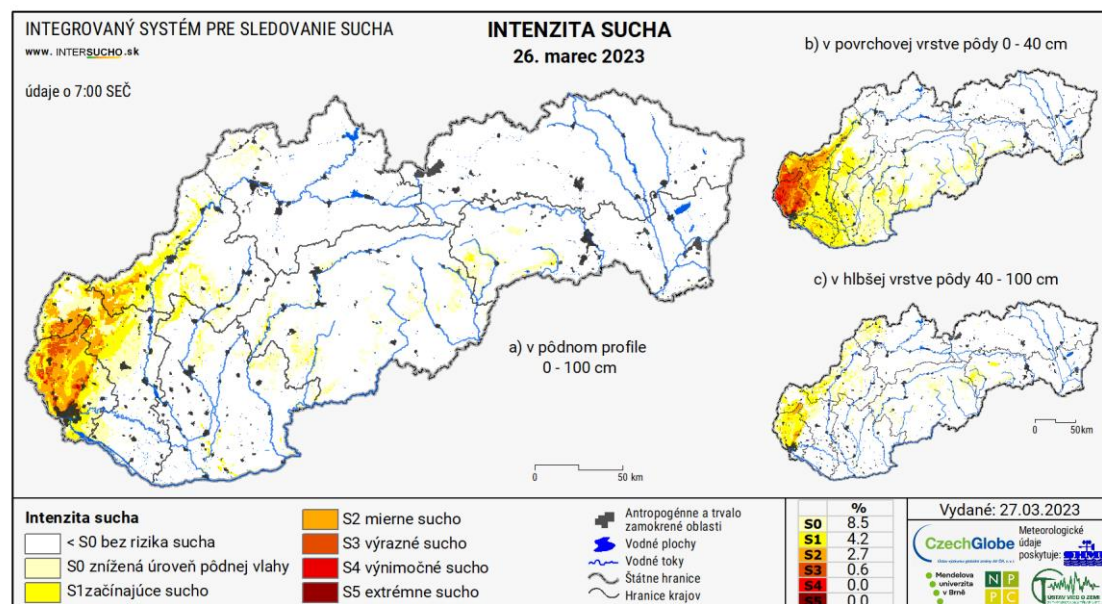 INTEGROVANÝ SYSTÉM PRE SLEDOVANIE SUCHA
www. INTERSUCHO.sk
údaje o 7:00 SEČ
INTENZITA SUCHA
26. marec 2023
b) v povrchovej vrstve pôdy 0 - 40 cm
a) v pôdnom profile
0 - 100 cm
0 50 km
c) v hlbšej vrstve pôdy 40 - 100 cm
0 50km
Intenzita sucha
< S0 bez rizika sucha
S0 znížená úroveň pôdnej vlahy
S1začínajúce sucho
S2 mierne sucho
S3 výrazné sucho
S4 výnimočné sucho
S5 extrémne sucho
Antropogénne a trvalo
zamokrené oblasti
Vodné plochy
Vodné toky
Štátne hranice
Hranice krajov
%
S0 8.5
S1 4.2
S2 2.7
S3 0.6
S4 0.0
S5 0.0
Vydané: 27.03.2023
CzechGlobe
Meteorologické
údaje
poskytuje:
Mendelova
univerzita
v Brně
N P
P C
ÚSTAV VĚD O ZEMI